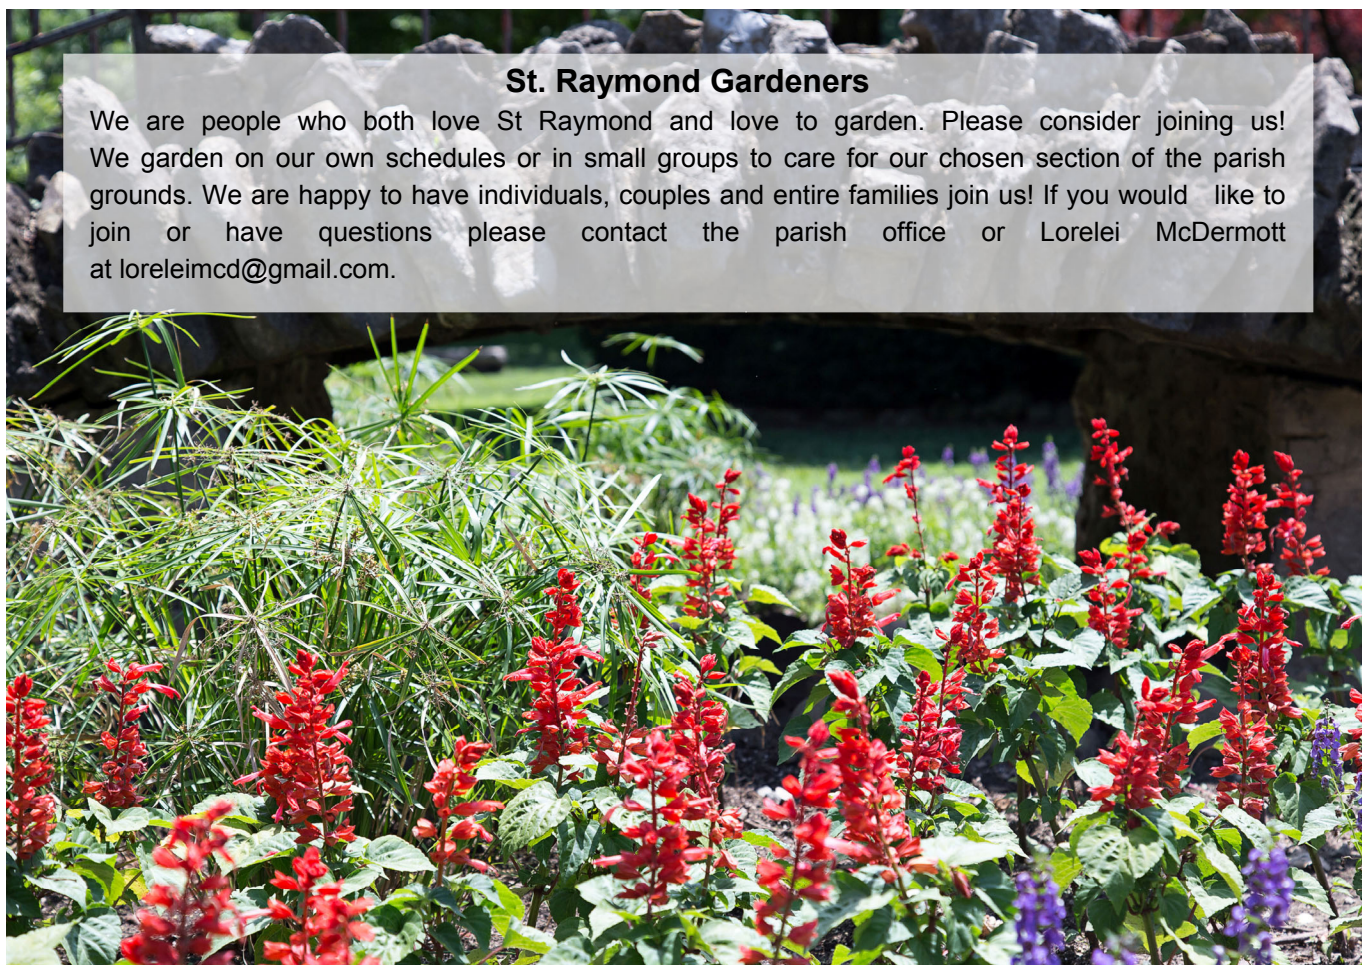 St. Raymond Gardeners
We are people who both love St Raymond and love to garden. Please consider joining us!
We garden on our own schedules or in small groups to care for our chosen section of the parish
grounds. We are happy to have individuals, couples and entire families join us! If you would like to
join or have questions please contact the parish office or Lorelei McDermott
at loreleimcd@gmail.com.